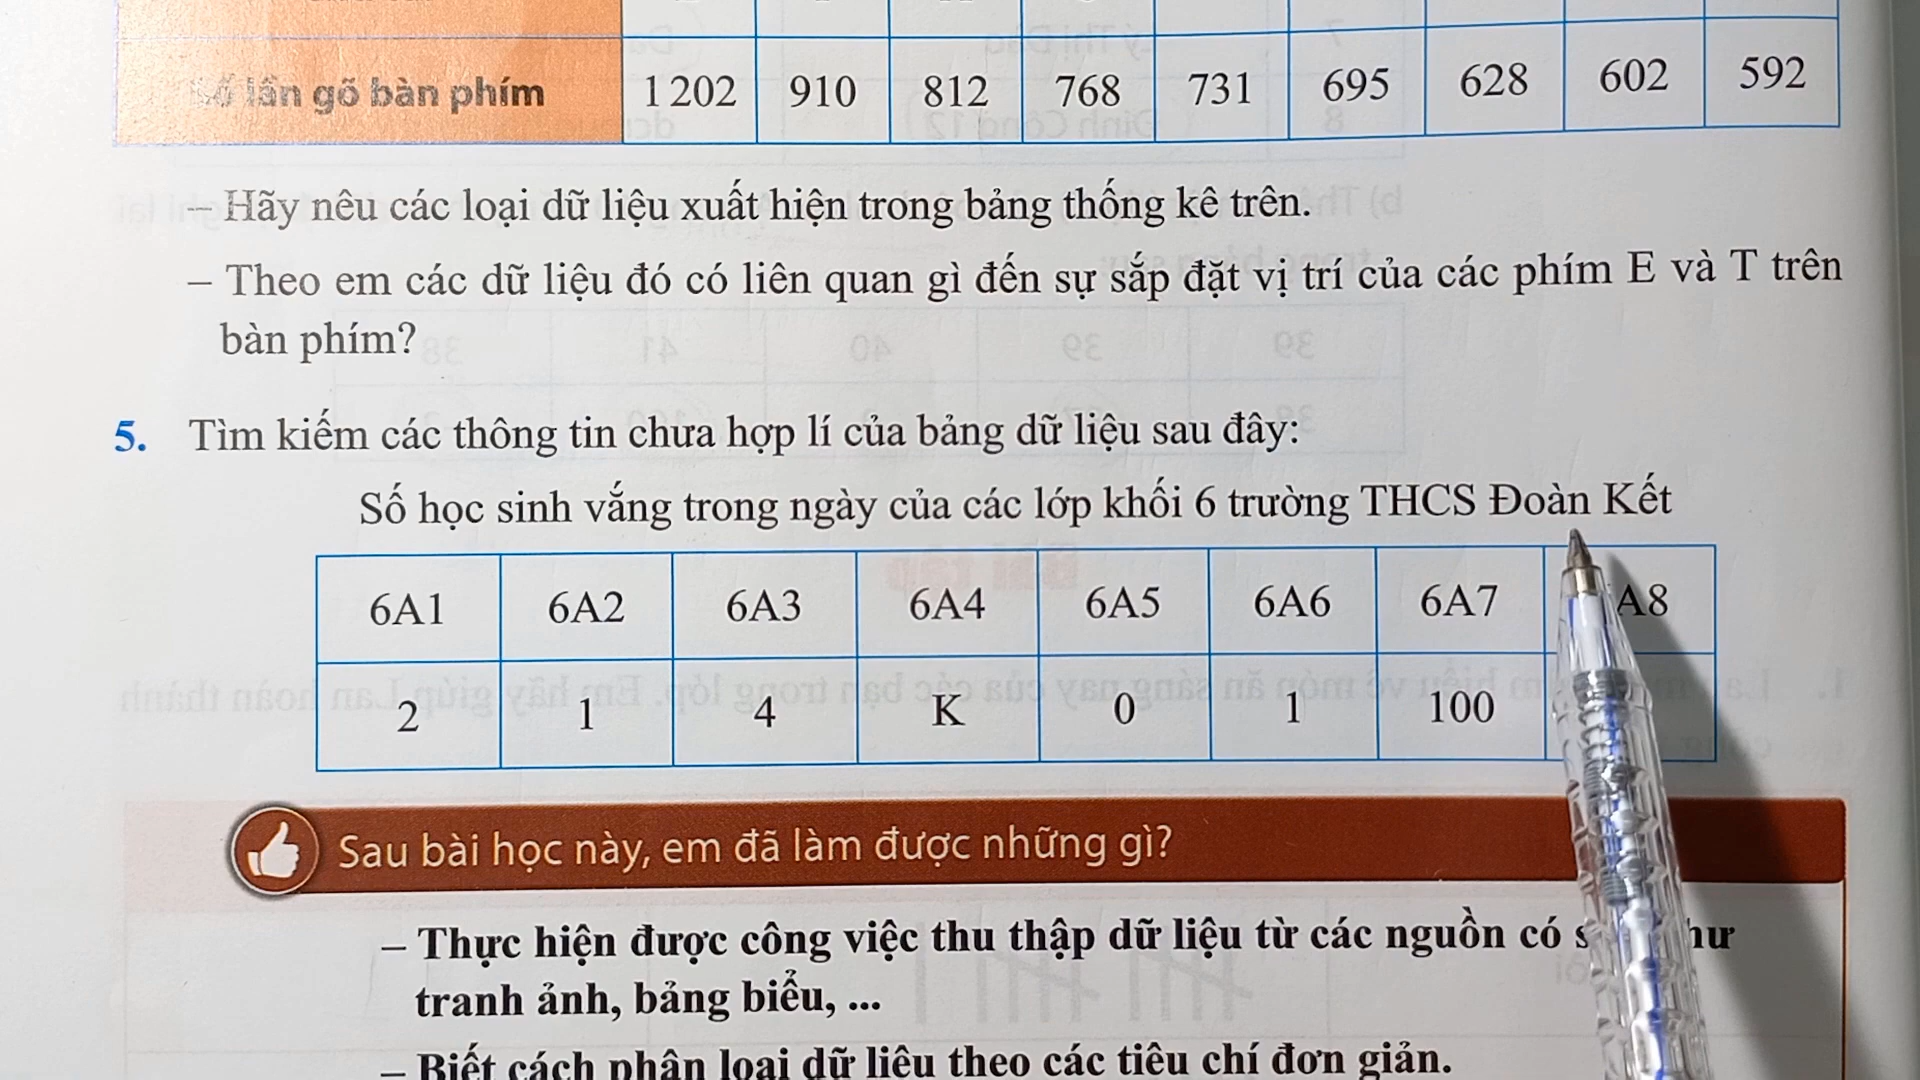 Số lần gõ bàn phím 1 202 910 812 768 731 695 628 602 592
– Hãy nêu các loại dữ liệu xuất hiện trong bảng thống kê trên.
– Theo em các dữ liệu đó có liên quan gì đến sự sắp đặt vị trí của các phím E và T trên
bàn phím?
5. Tìm kiếm các thông tin chưa hợp lí của bảng dữ liệu sau đây:
Số học sinh vắng trong ngày của các lớp khối 6 trường THCS Đoàn Kết
6A1 6A2 6A3 6A4 6A5 6A6 6A7 A8
2 1 4 K 0 1 100
Sau bài học này, em đã làm được những gì?
– Thực hiện được công việc thu thập dữ liệu từ các nguồn có
tranh ảnh, bảng biểu, ...
– Biết cách phân loại dữ liệu theo các tiêu chí đơn giản.